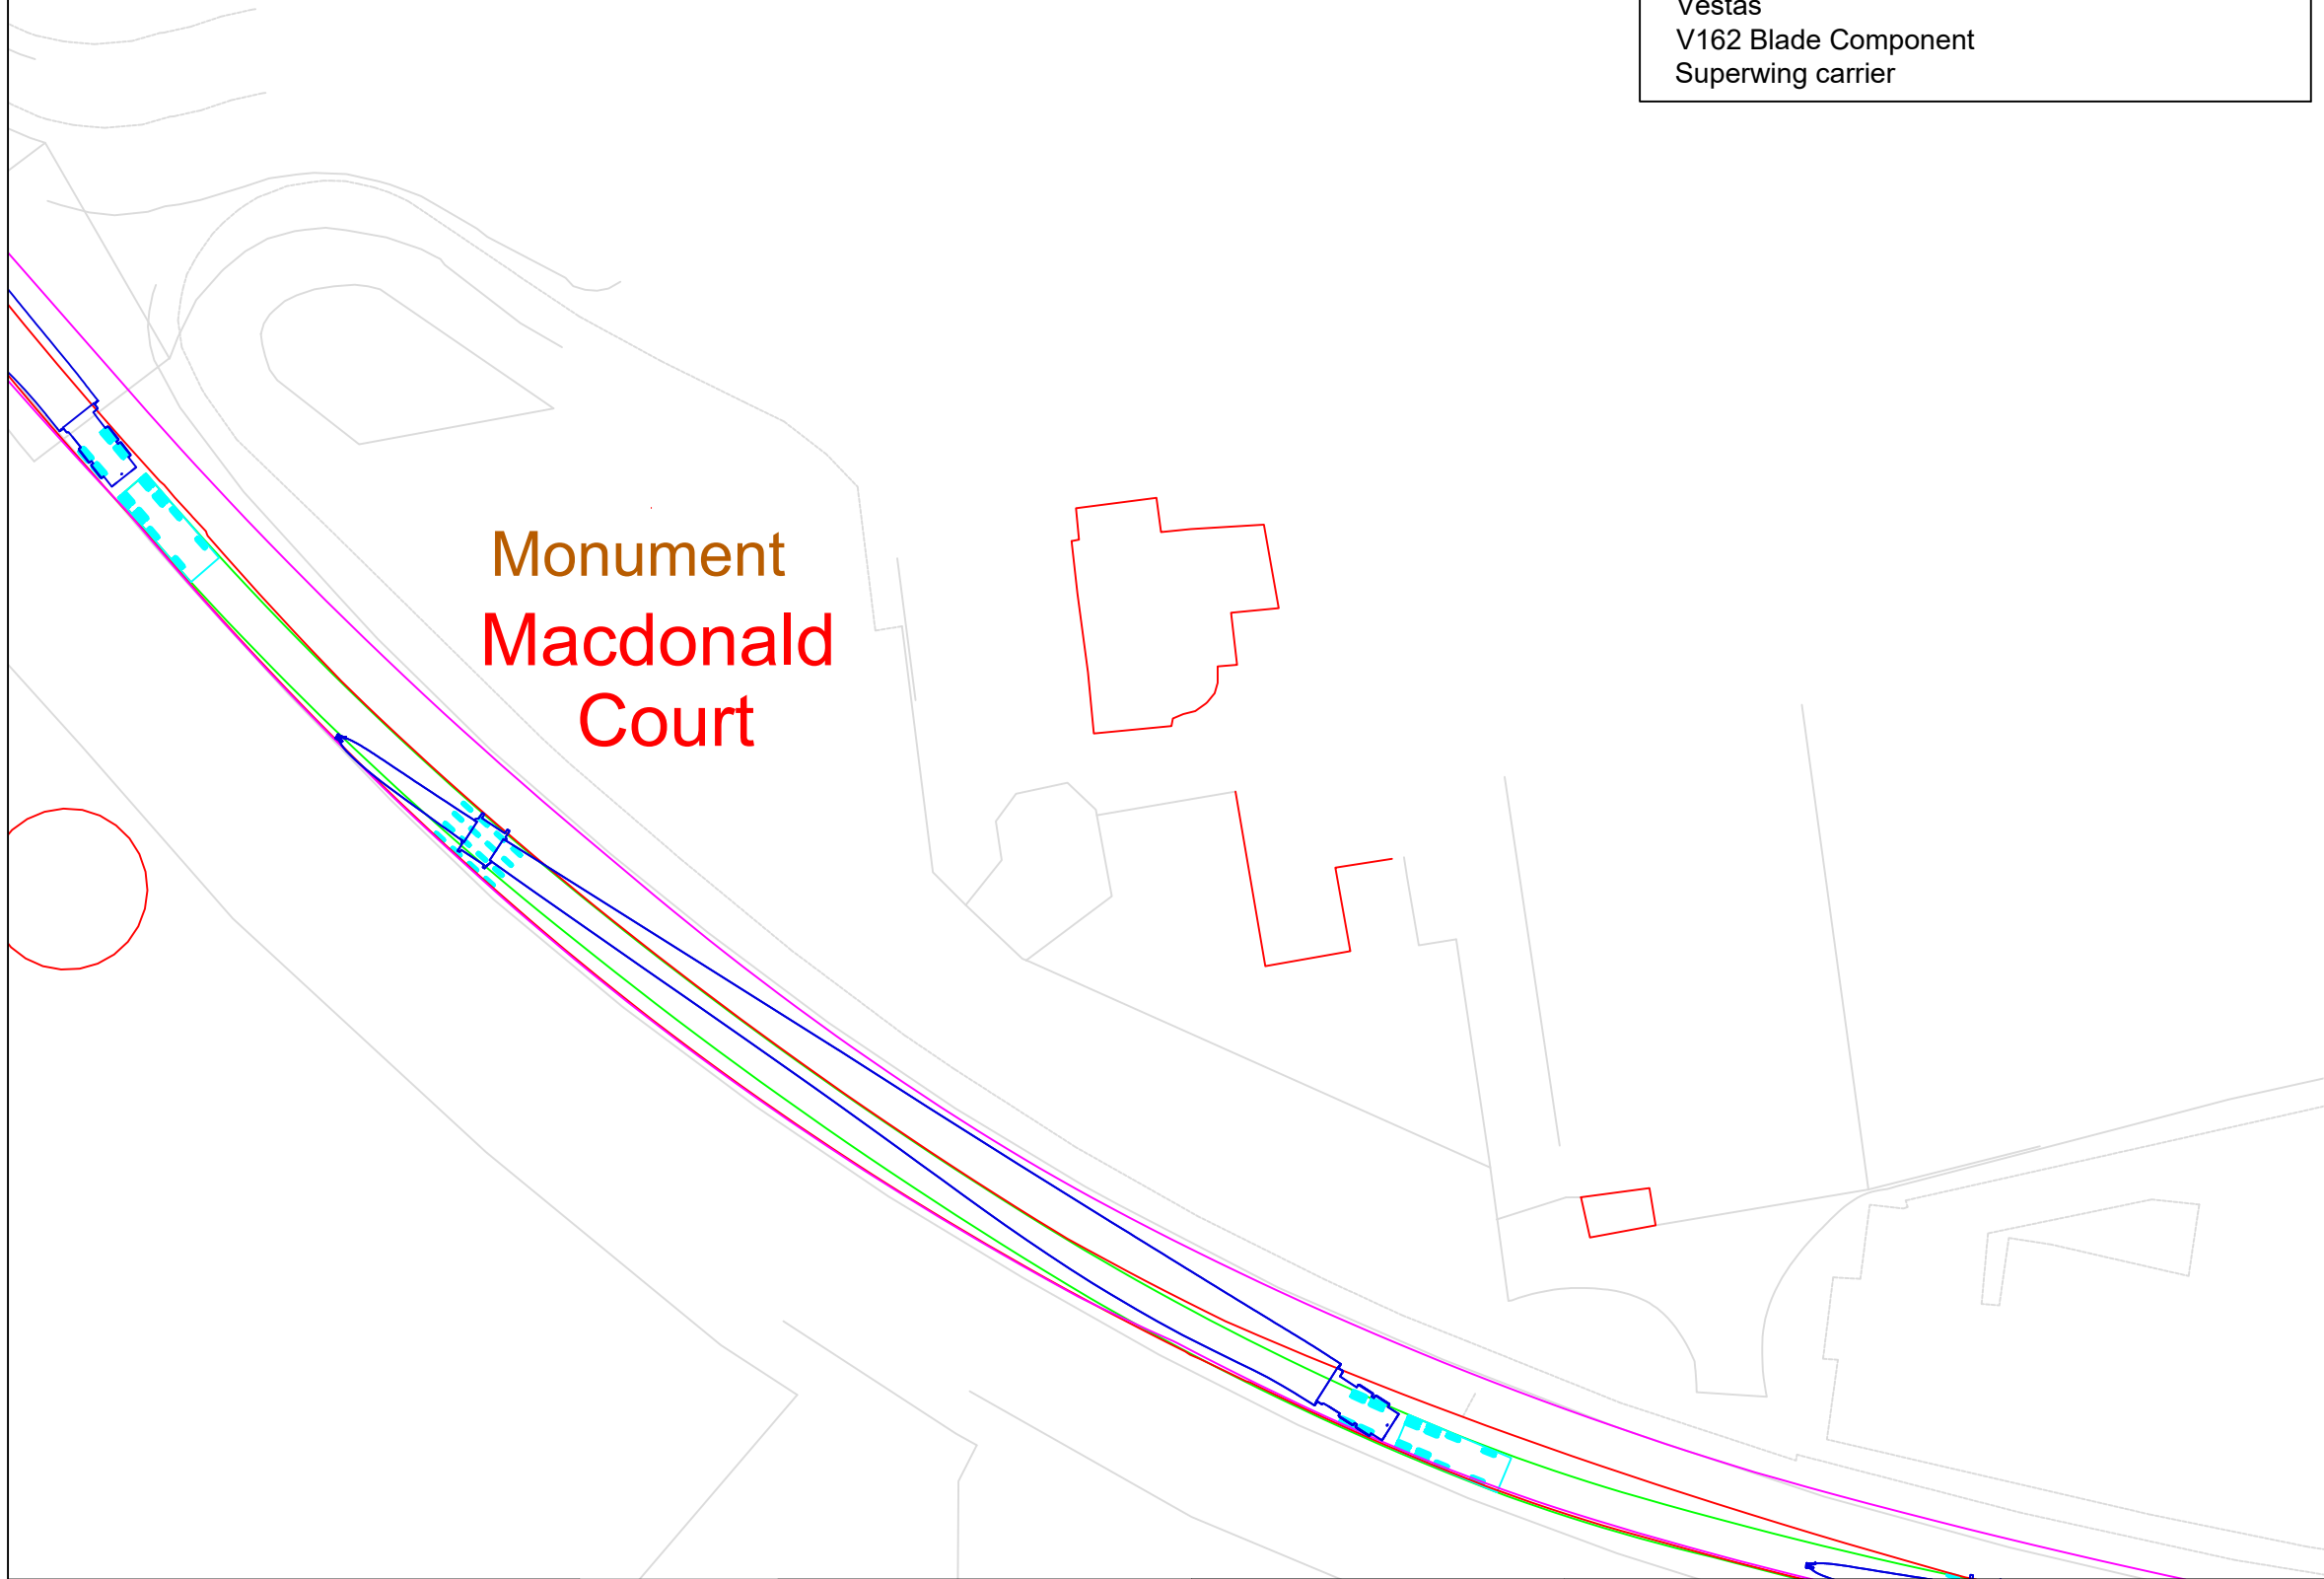 Vestas
V162 Blade Component
Superwing carrier
Monument
Macdonald
Court